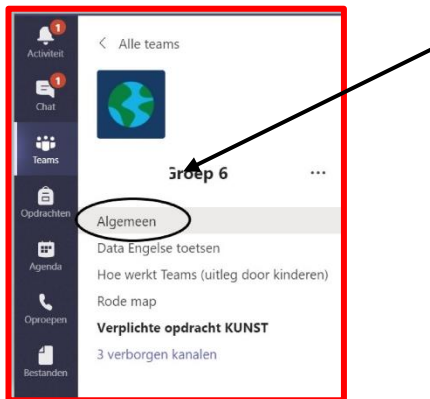 1
Activiteit
1
Chat
Teams
Opdrachten
Agenda
Oproepen
Bestanden
< Alle teams
Groep 6 ...
Algemeen
Data Engelse toetsen
Hoe werkt Teams (uitleg door kinderen)
Rode map
Verplichte opdracht KUNST
3 verborgen kanalen